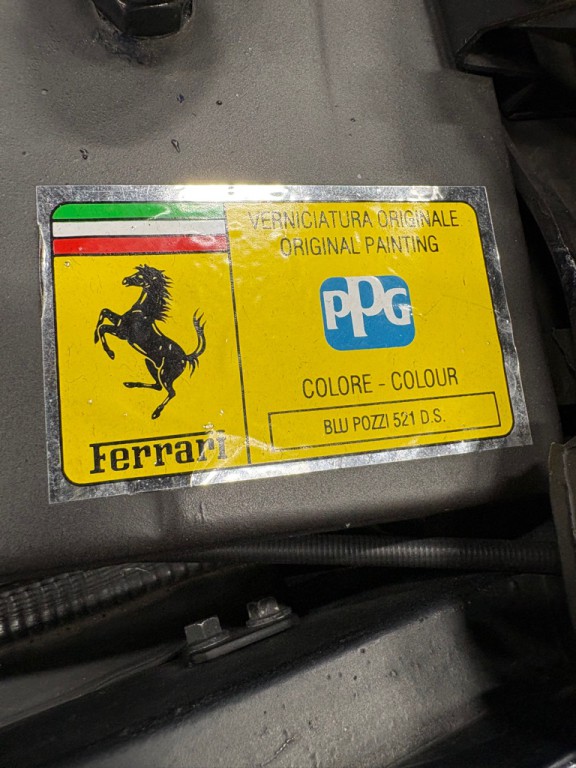 VERNICIATURA ORIGINALE
ORIGINAL PAINTING
PPG
COLORE - COLOUR
BLU POZZI 521 D.S.
Ferrari